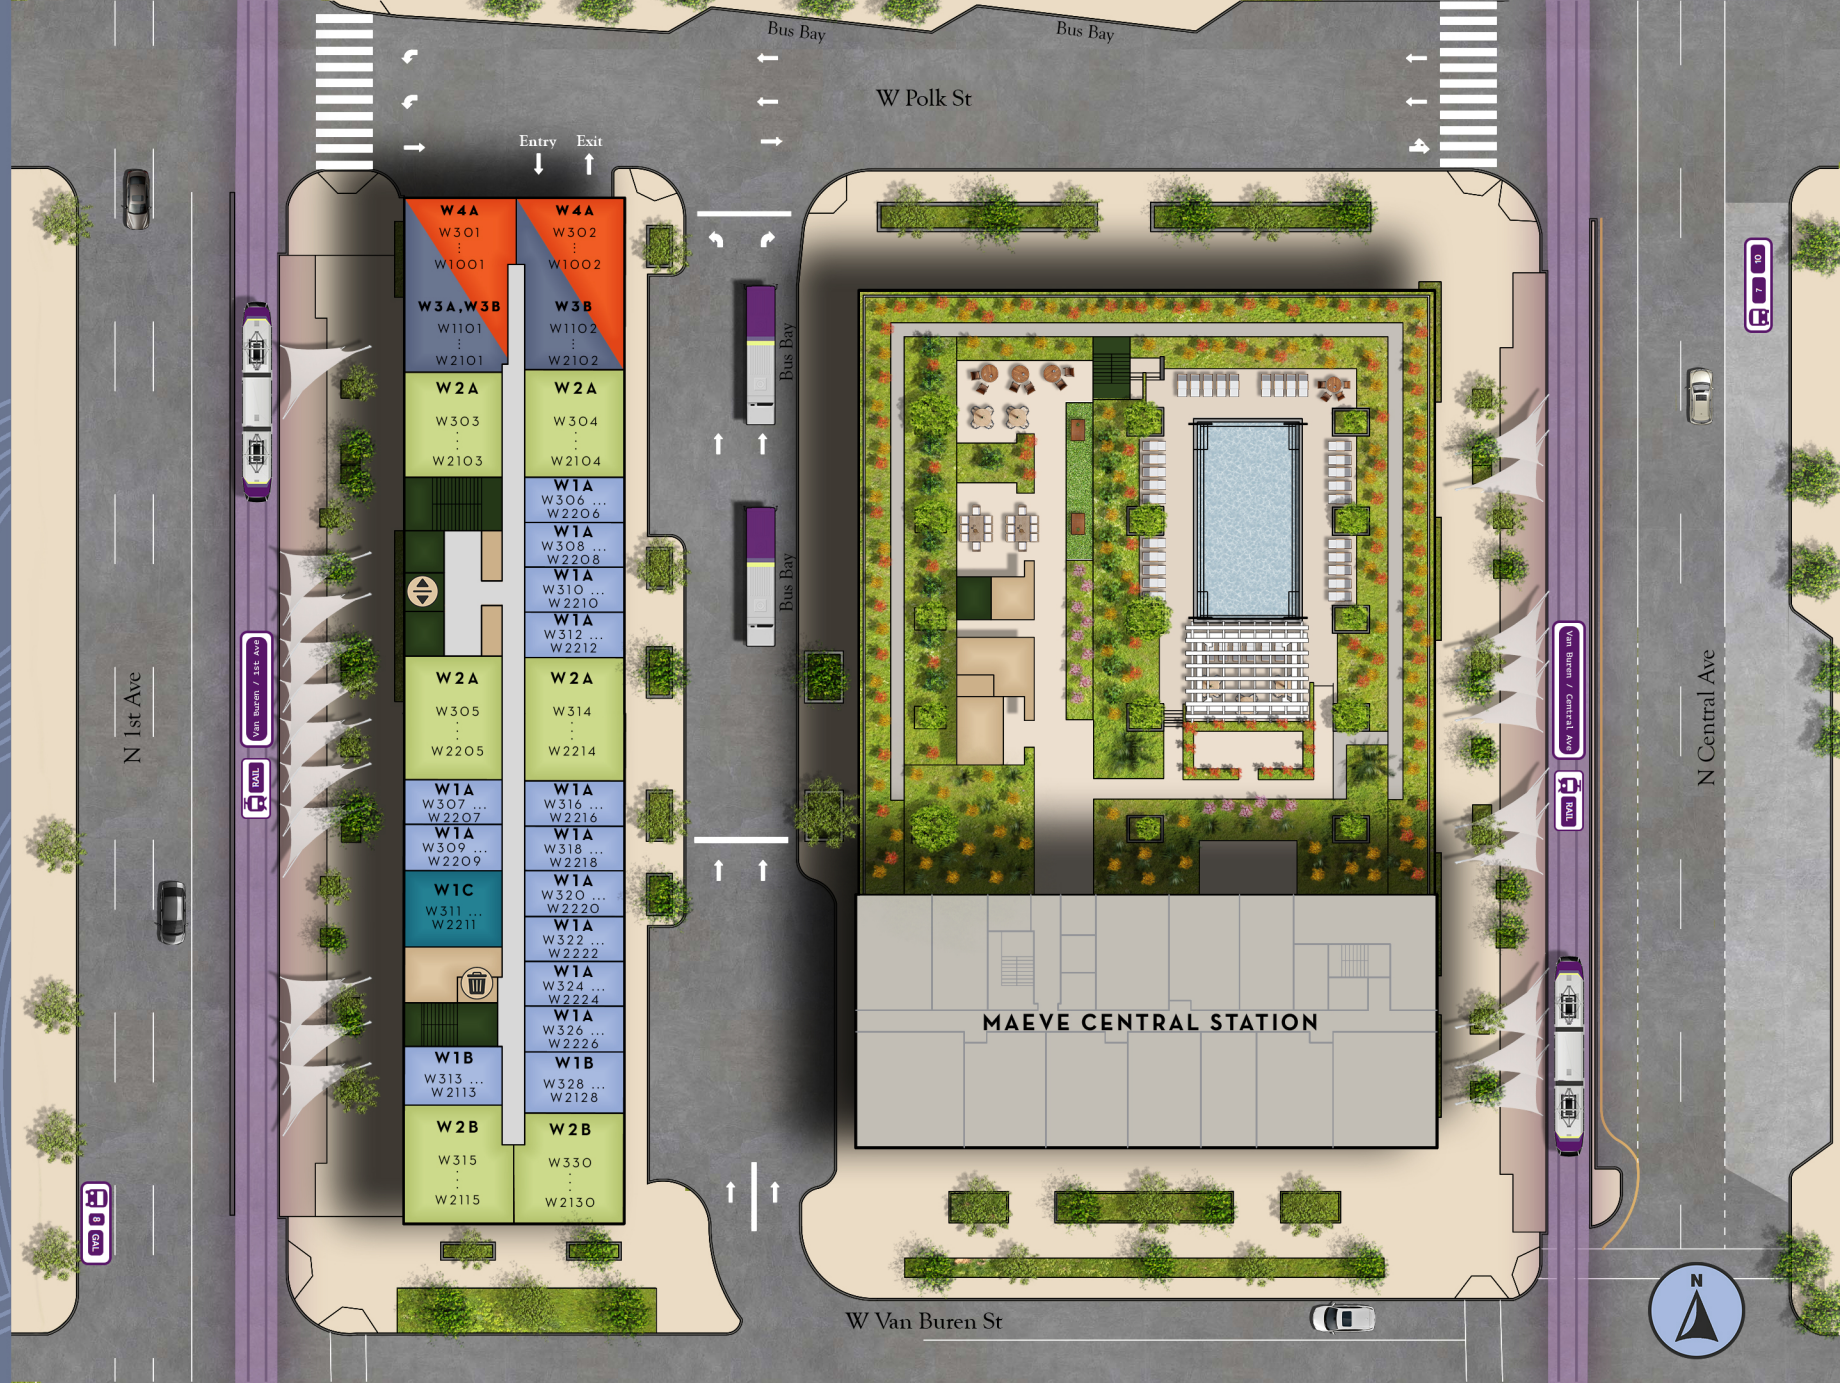 Bus Bay
Bus Bay
W Polk St
Entry
Exit
W4A
W301
W1001
W3A,W3B
W1101
W2101
W4A
W302
W1002
W3B
W1102
W2102
W2A
W303
W2103
W2A
W304
W2104
W1A
W306 ...
W2206
W1A
W308 ...
W2208
W1A
W310 ...
W2210
W1A
W312 ...
W2212
W2A
W305
W2205
W2A
W314
W2214
W1A
W307 ...
W2207
W1A
W309 ...
W2209
W1C
W311 ...
W2211
W1A
W316 ...
W2216
W1A
W318 ...
W2218
W1A
W320 ...
W2220
W1A
W322 ...
W2222
W1A
W324 ...
W2224
W1A
W326 ...
W2226
W1B
W313 ...
W2113
W1B
W328 ...
W2128
W2B
W315
W2115
W2B
W330
W2130
Bus Bay
Bus Bay
N 1st Ave
Van Buren / 1st Ave
RAIL
8
GAL
MAEVE CENTRAL STATION
10
7
Van Buren / Central Ave
RAIL
N Central Ave
W Van Buren St
N